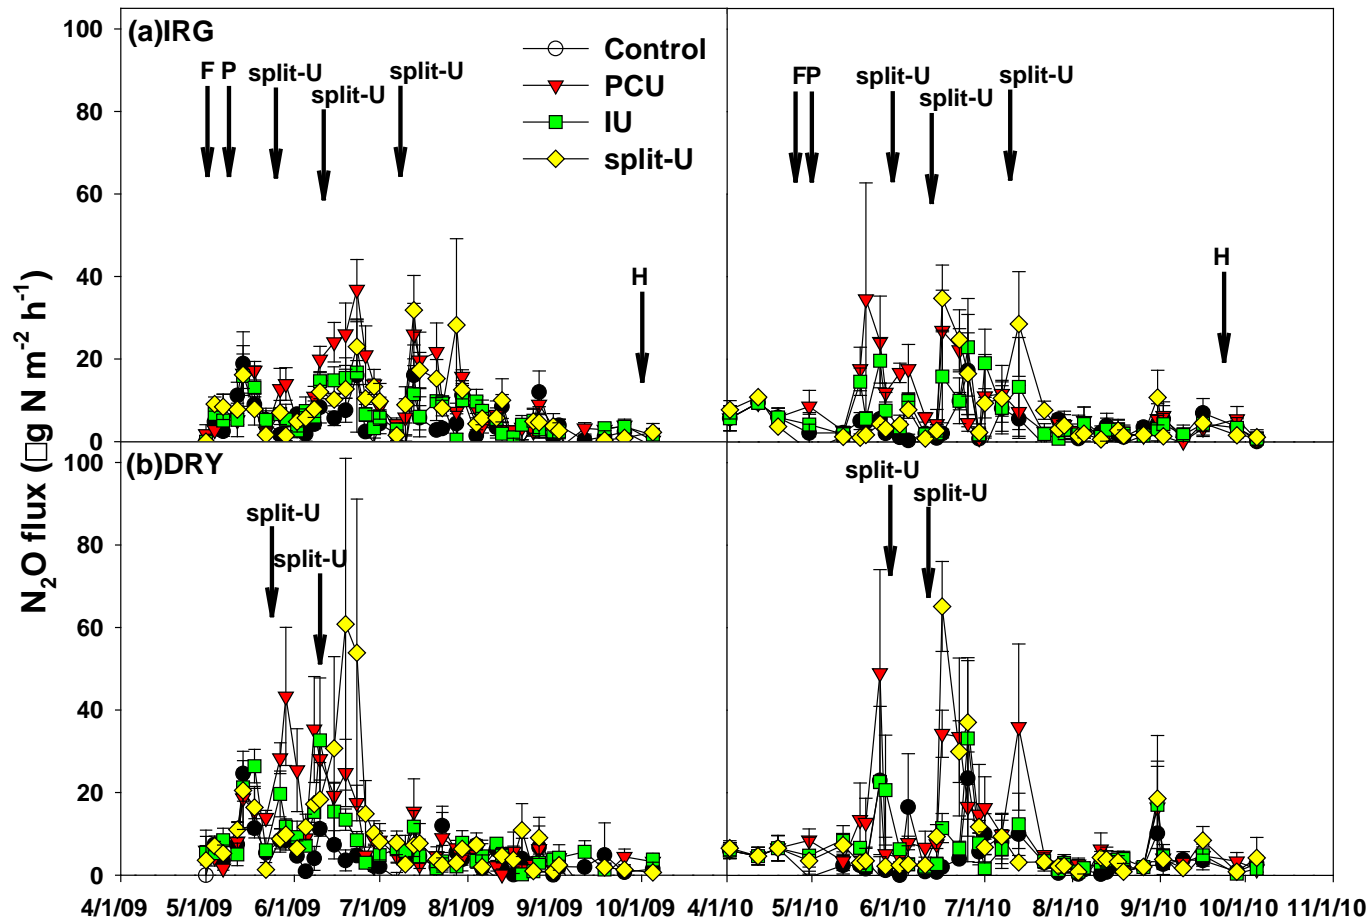 (a)IRG
Control
PCU
IU
split-U
F P split-U split-U split-U
H
FP split-U split-U split-U
H
100
80
60
40
20
0
(b)DRY
split-U
split-U
split-U
split-U
100
80
60
40
20
0
N₂O flux (□g N m⁻² h⁻¹)
4/1/09 5/1/09 6/1/09 7/1/09 8/1/09 9/1/09 10/1/09 4/1/10 5/1/10 6/1/10 7/1/10 8/1/10 9/1/10 10/1/10 11/1/10